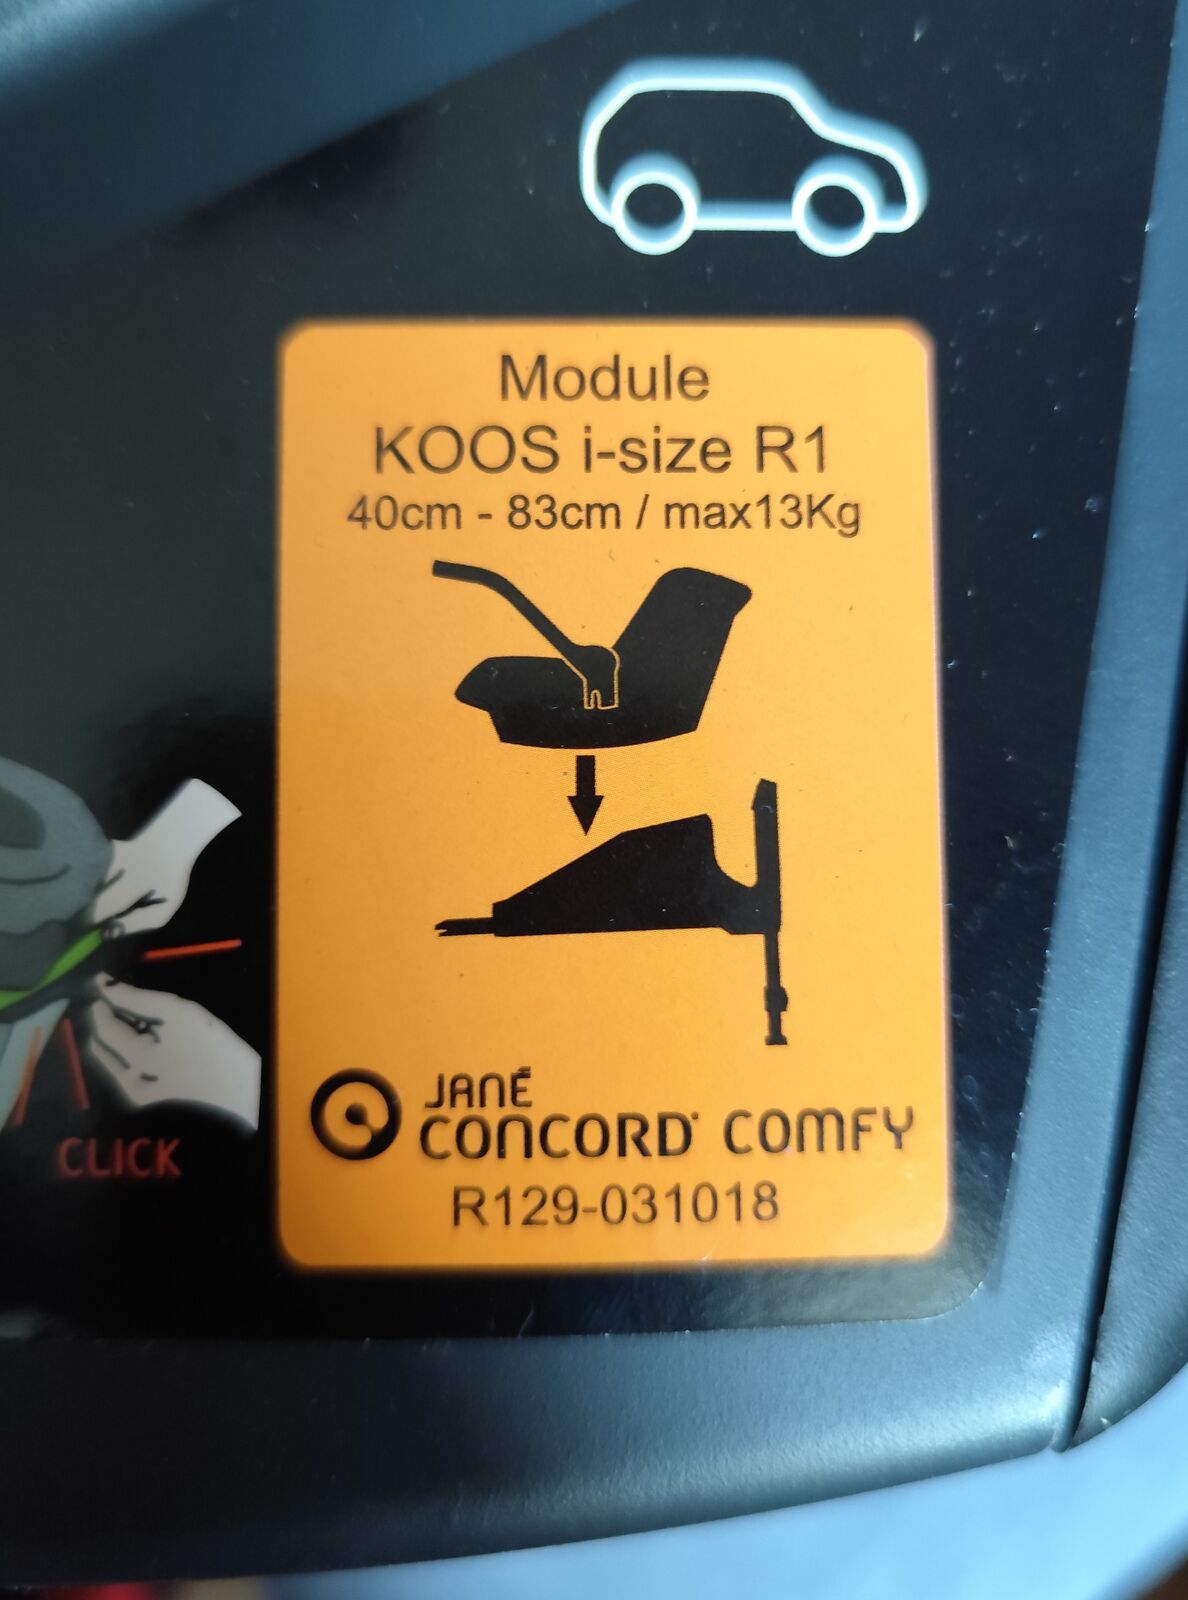 Module
KOOS i-size R1
40cm - 83cm / max13Kg
CLICK
JANÉ
CONCORD COMFY
R129-031018